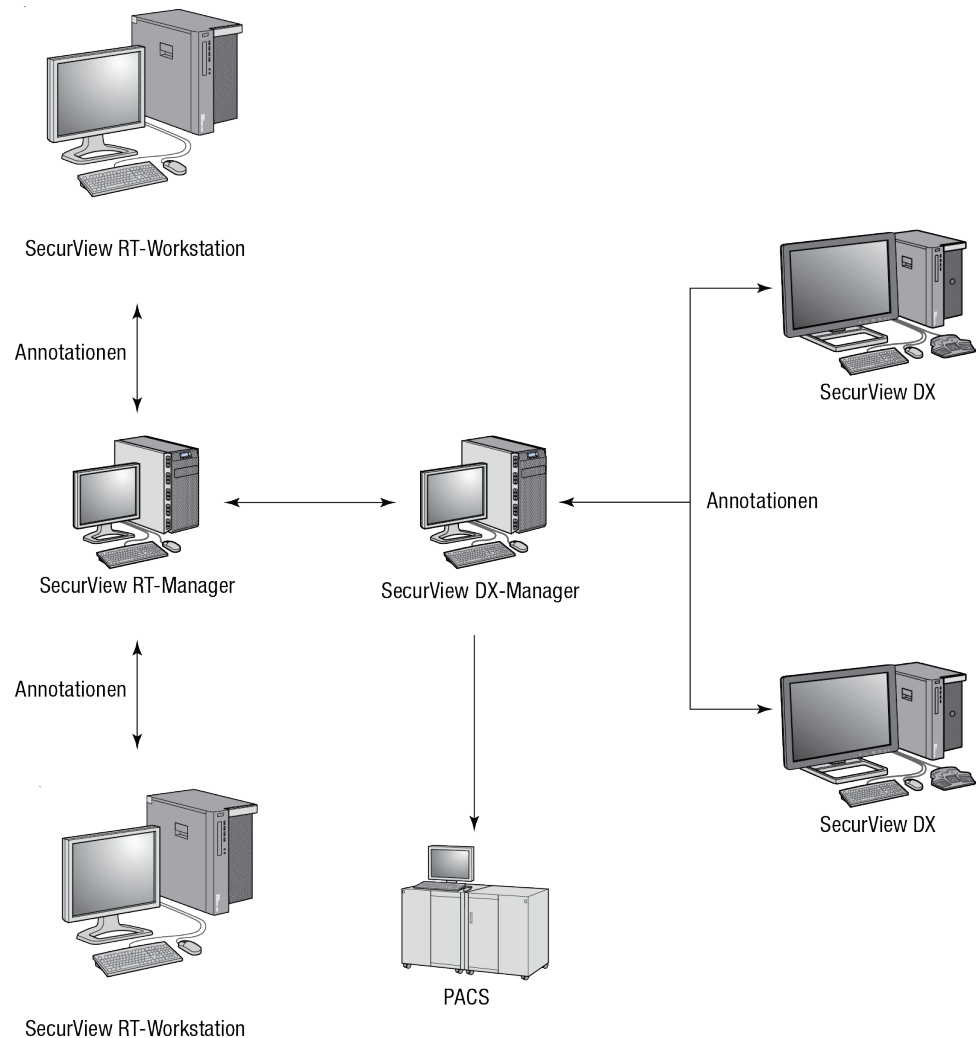 SecurView RT-Workstation
Annotationen
SecurView RT-Manager
Annotationen
SecurView RT-Workstation
SecurView DX-Manager
PACS
SecurView DX
Annotationen
SecurView DX